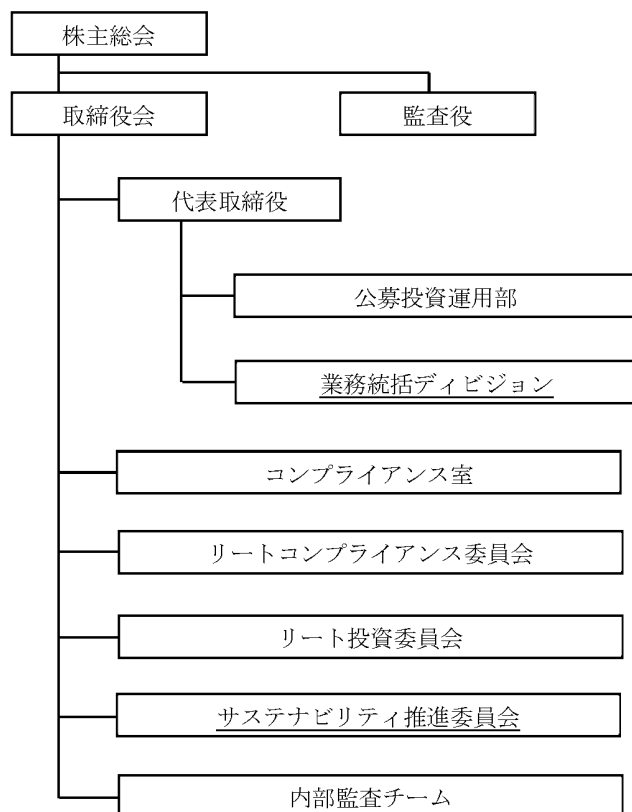 株主総会
取締役会
監査役
代表取締役
公募投資運用部
業務統括ディビジョン
コンプライアンス室
リートコンプライアンス委員会
リート投資委員会
サステナビリティ推進委員会
内部監査チーム